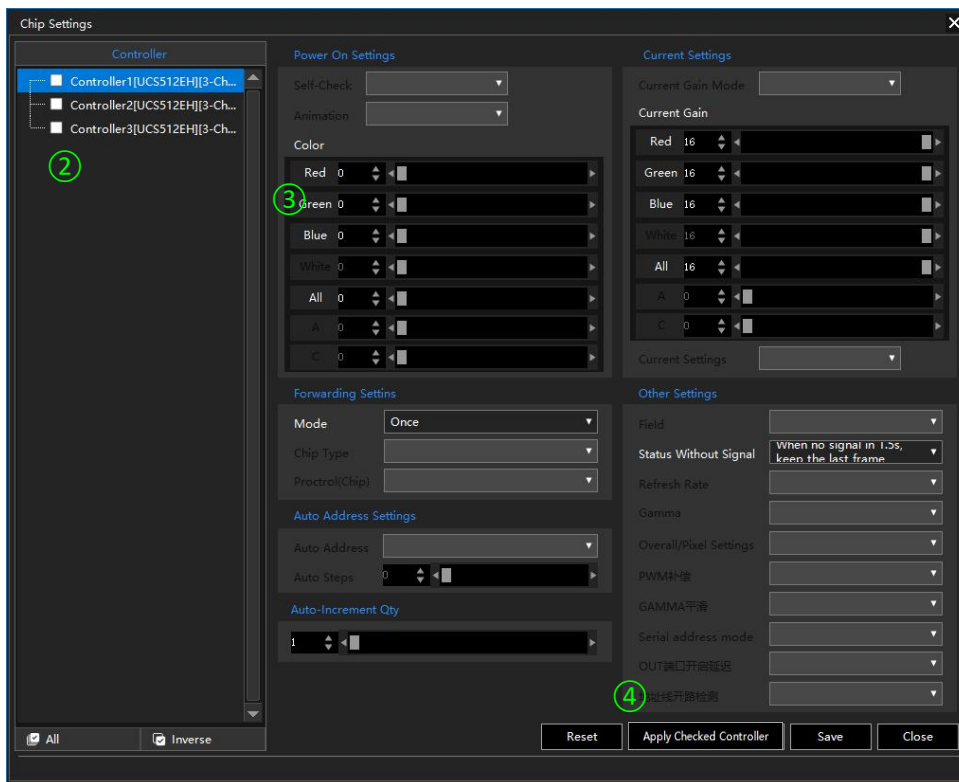 Chip Settings
Controller
Controller1[UCS512EH][3-Ch...
Controller2[UCS512EH][3-Ch...
Controller3[UCS512EH][3-Ch...
②
All
Inverse
Power On Settings
Self-Check
Animation
Color
Red 0
③
Green 0
Blue 0
White 0
All 0
A 0
C 0
Forwarding Settins
Mode Once
Chip Type
Proctrol(Chip)
Auto Address Settings
Auto Address
Auto Steps 0
Auto-Increment Qty
1
Current Settings
Current Gain Mode
Current Gain
Red 16
Green 16
Blue 16
White 16
All 16
A 0
C 0
Current Settings
Other Settings
Field
Status Without Signal
When no signal in 1.5s,
keep the last frame
Refresh Rate
Gamma
Overall/Pixel Settings
PWM补偿
GAMMA平滑
Serial address mode
OUT端口开启延迟
④
址线开路检测
Reset
Apply Checked Controller
Save
Close